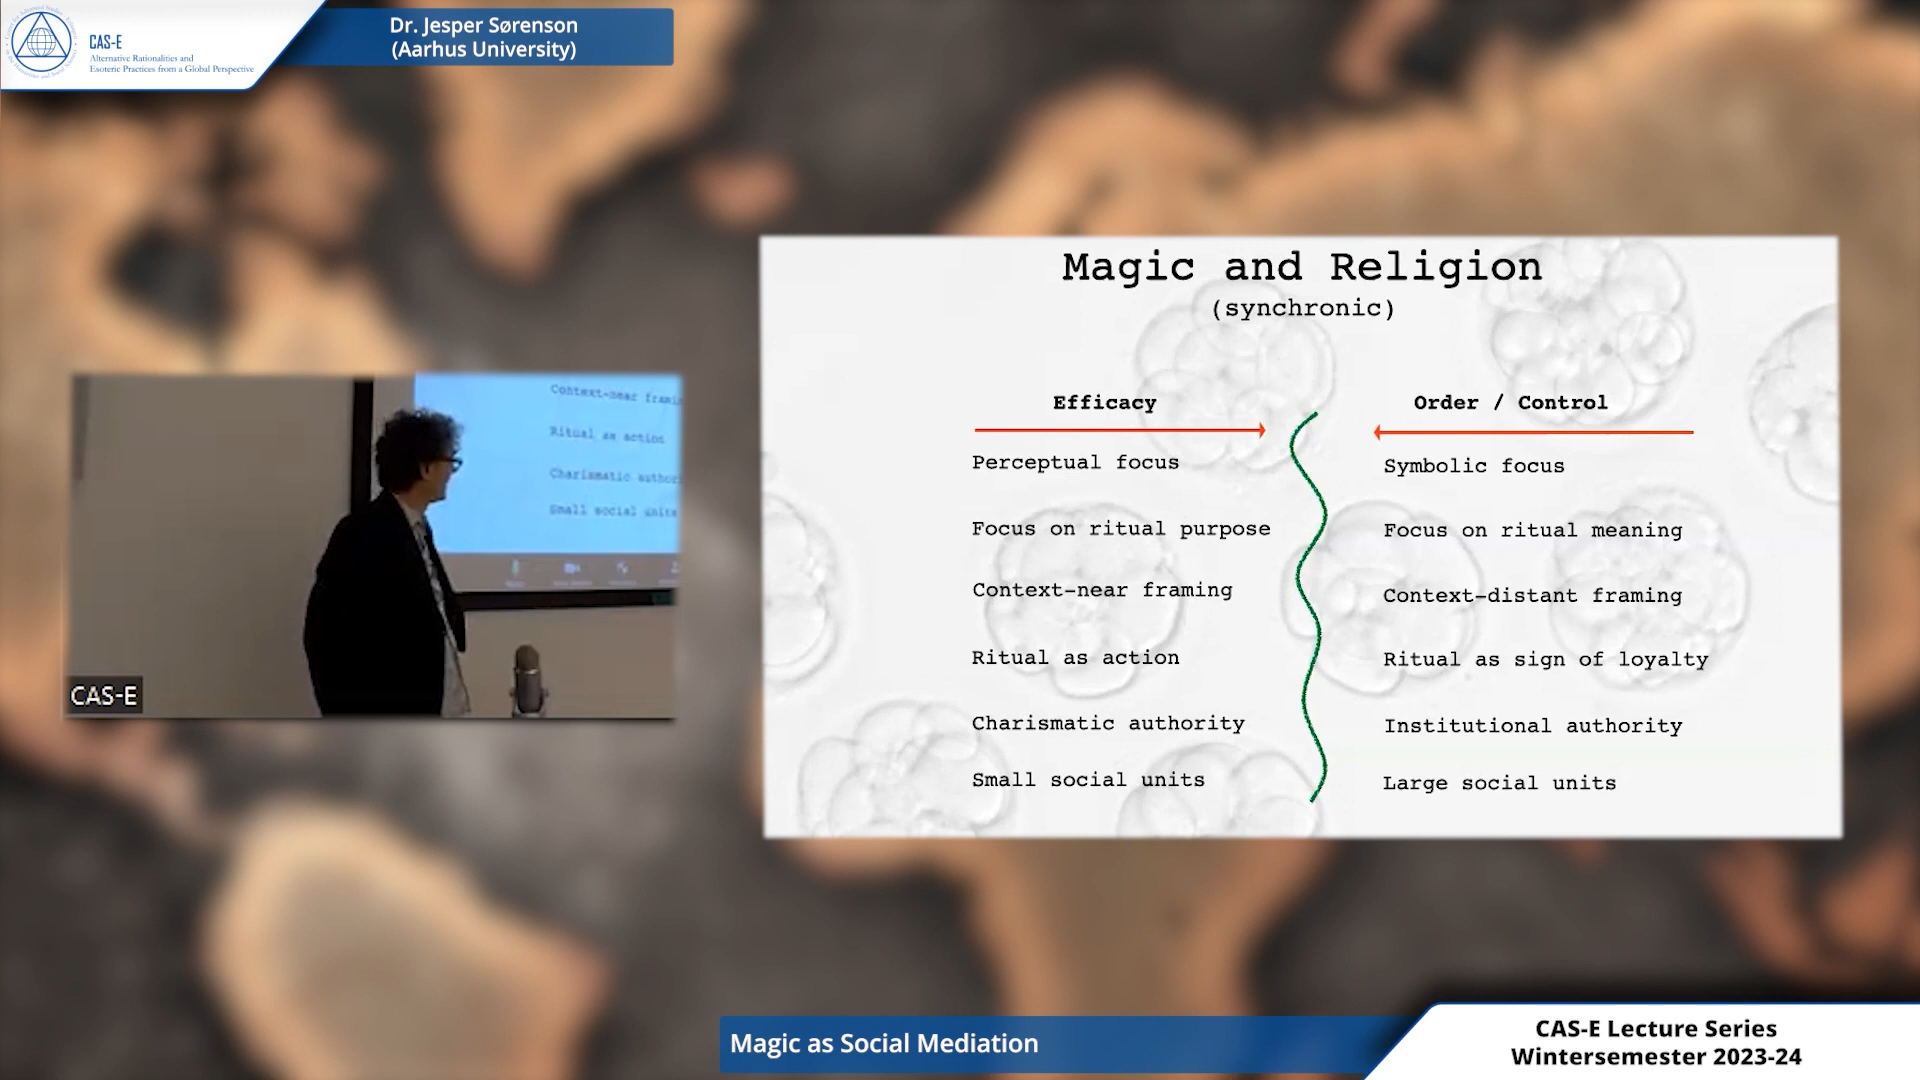 CAS-E
Alternative Rationalities and
Esoteric Practices from a Global Perspective
Dr. Jesper Sørenson
(Aarhus University)
Magic and Religion
(synchronic)
Efficacy
Order / Control
Perceptual focus
Symbolic focus
Focus on ritual purpose
Focus on ritual meaning
Context-near framing
Context-distant framing
Ritual as action
Ritual as sign of loyalty
Charismatic authority
Institutional authority
Small social units
Large social units
Context-near frami
Ritual as action
Charismatic author
Small social units
CAS-E
Magic as Social Mediation
CAS-E Lecture Series
Wintersemester 2023-24